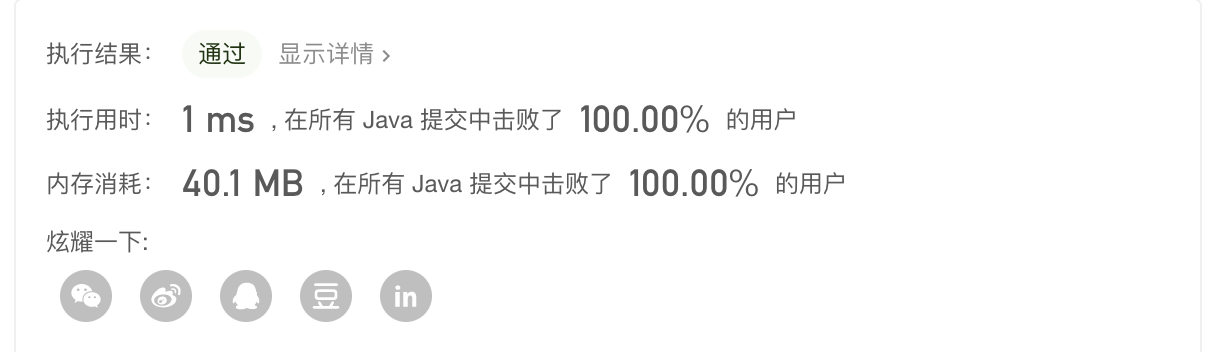 执行结果： 通过 显示详情 >
执行用时： 1 ms , 在所有 Java 提交中击败了 100.00% 的用户
内存消耗： 40.1 MB , 在所有 Java 提交中击败了 100.00% 的用户
炫耀一下:
豆 in